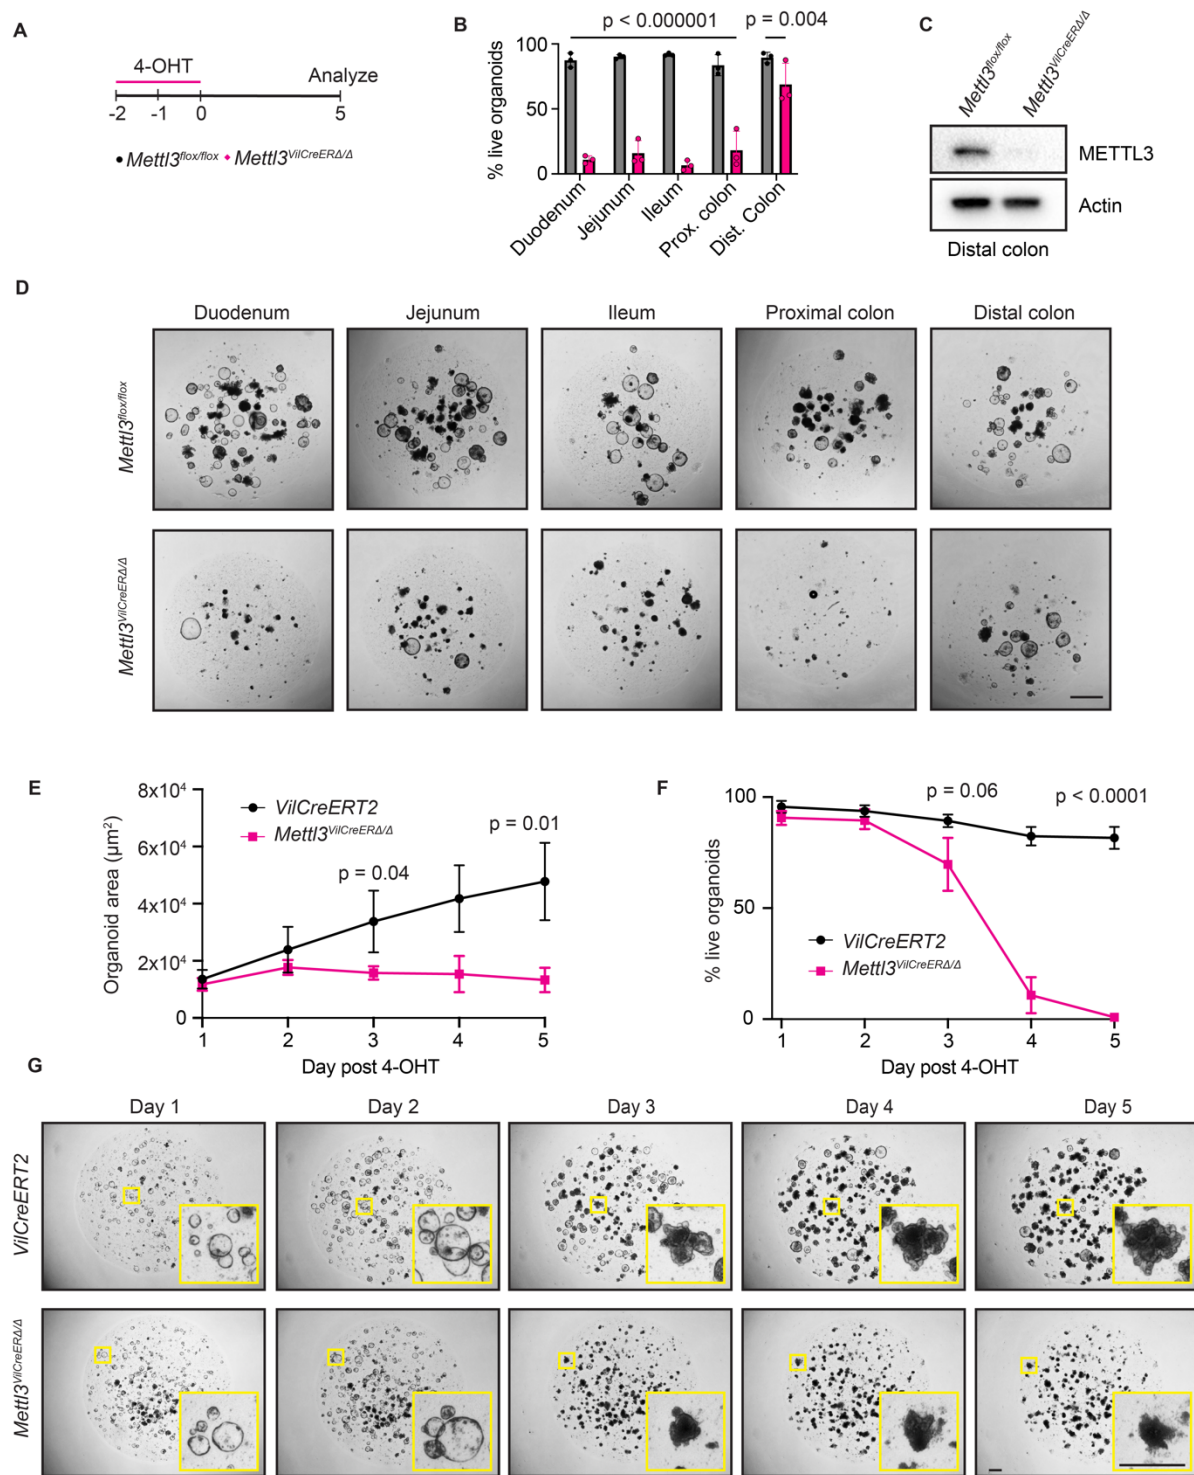 A
4-OHT
Analyze
-2 -1 0 5
Mettl3flox/flox Mettl3VilCreERΔ/Δ
B
p < 0.000001 p = 0.004
% live organoids
100
50
0
Duodenum
Jejunum
Ileum
Prox. colon
Dist. Colon
C
Mettl3flox/flox
Mettl3VilCreERΔ/Δ
METTL3
Actin
Distal colon
D
Duodenum Jejunum Ileum Proximal colon Distal colon
Mettl3flox/flox
Mettl3VilCreERΔ/Δ
E
Organoid area (µm²)
8x10⁴
6x10⁴
4x10⁴
2x10⁴
0
VilCreERT2
Mettl3VilCreERΔ/Δ
p = 0.01
p = 0.04
1 2 3 4 5
Day post 4-OHT
F
% live organoids
100
50
0
p = 0.06 p < 0.0001
VilCreERT2
Mettl3VilCreERΔ/Δ
1 2 3 4 5
Day post 4-OHT
G
Day 1 Day 2 Day 3 Day 4 Day 5
VilCreERT2
Mettl3VilCreERΔ/Δ